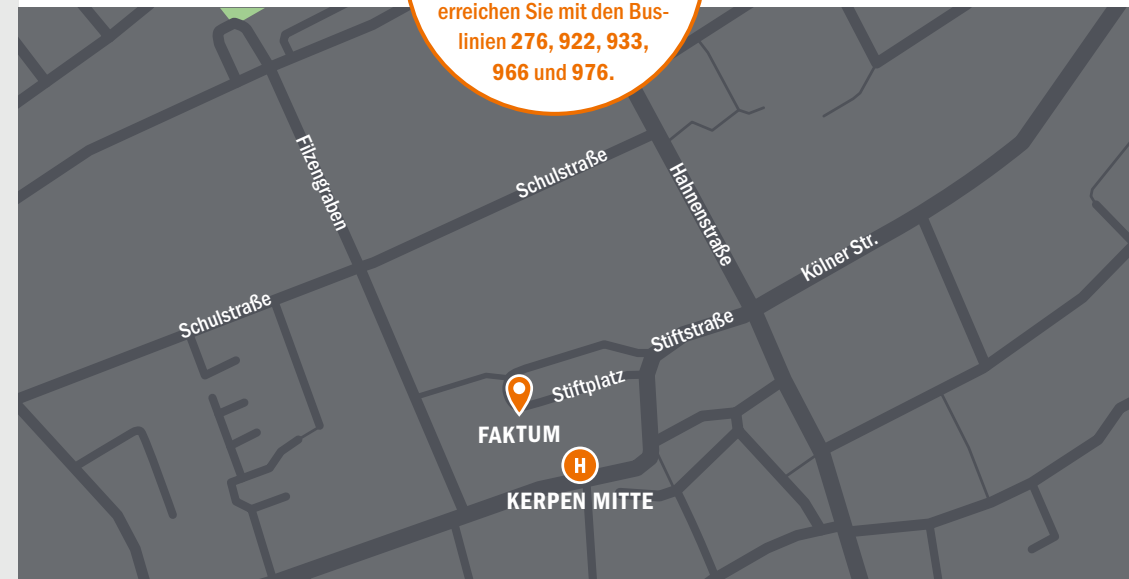 erreichen Sie mit den Bus-
linien 276, 922, 933,
966 und 976.
Filzengraben
Schulstraße
Hahnenstraße
Kölner Str.
Schulstraße
Stiftstraße
Stiftplatz
FAKTUM
H
KERPEN MITTE